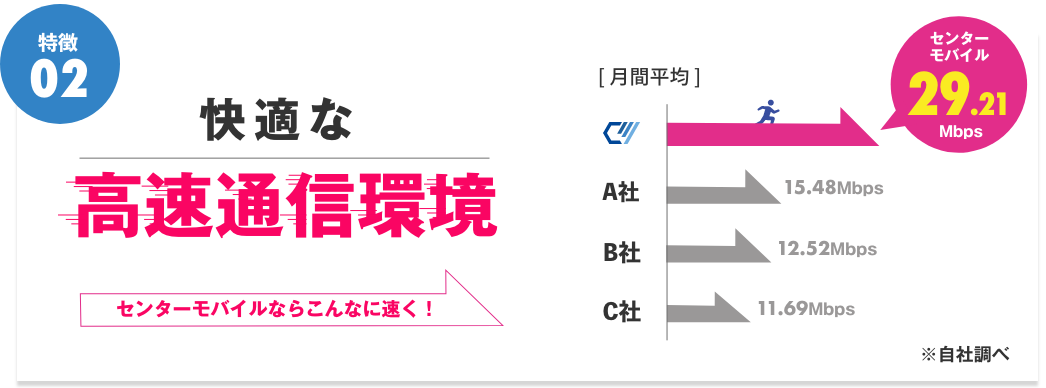 特徴
02
快適な
高速通信環境
センターモバイルならこんなに速く！
[ 月間平均 ]
センター
モバイル
29.21
Mbps
A社
15.48Mbps
B社
12.52Mbps
C社
11.69Mbps
※自社調べ